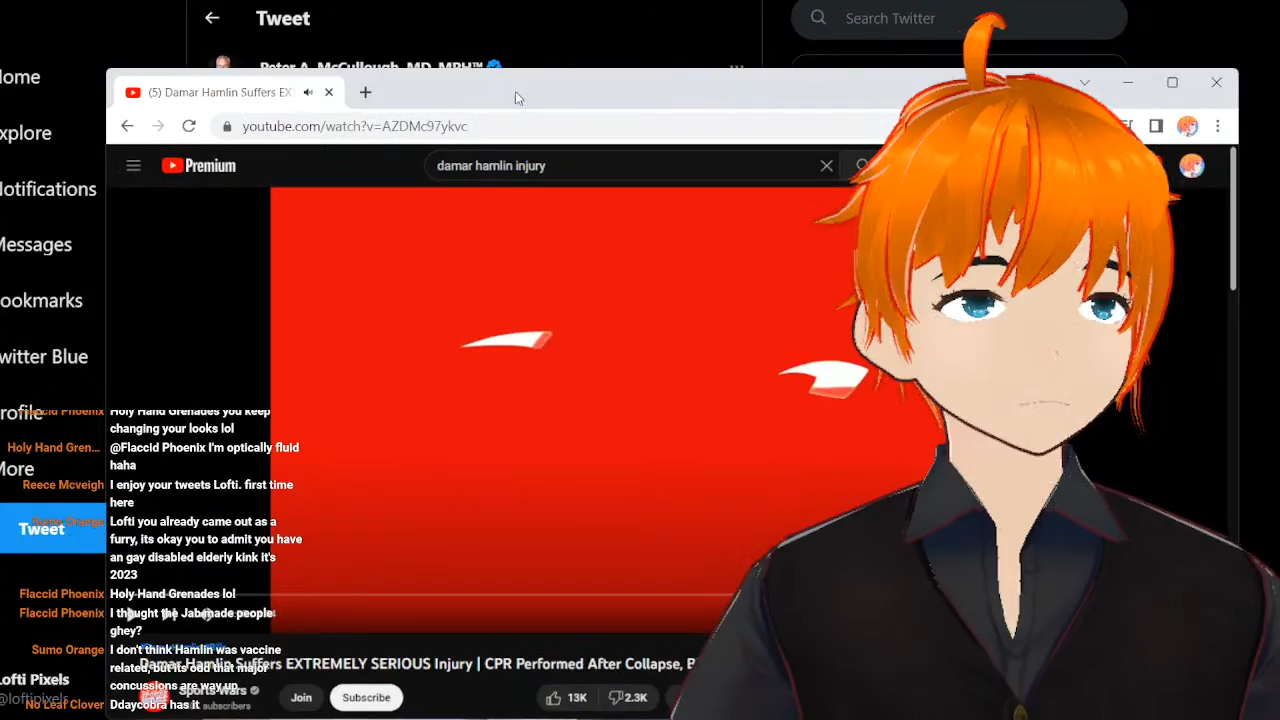 Tweet
Search Twitter
Peter A. McCullough, MD, MPH™
ome
xplore
otifications
essages
ookmarks
witter Blue
rofile
ore
Tweet
Lofti Pixels
@loftipixels
(5) Damar Hamlin Suffers EX
youtube.com/watch?v=AZDMc97ykvc
Premium
damar hamlin injury
Flaccid Phoenix Holy Hand Grenades you keep
changing your looks lol
Holy Hand Gren... @Flaccid Phoenix I'm optically fluid
haha
Reece Mcveigh I enjoy your tweets Lofti. first time
here
Sumo Orange Lofti you already came out as a
furry, its okay you to admit you have
an gay disabled elderly kink it's
2023
Flaccid Phoenix Holy Hand Grenades lol
Flaccid Phoenix I thought the Jabemade people
ghey?
Sumo Orange I don't think Hamlin was vaccine
related, but its odd that major
concussions are way up
No Leaf Clover Ddaycobra has it
Damar Hamlin Suffers EXTREMELY SERIOUS Injury | CPR Performed After Collapse, B
Sports Wars
subscribers
Join
Subscribe
13K
2.3K